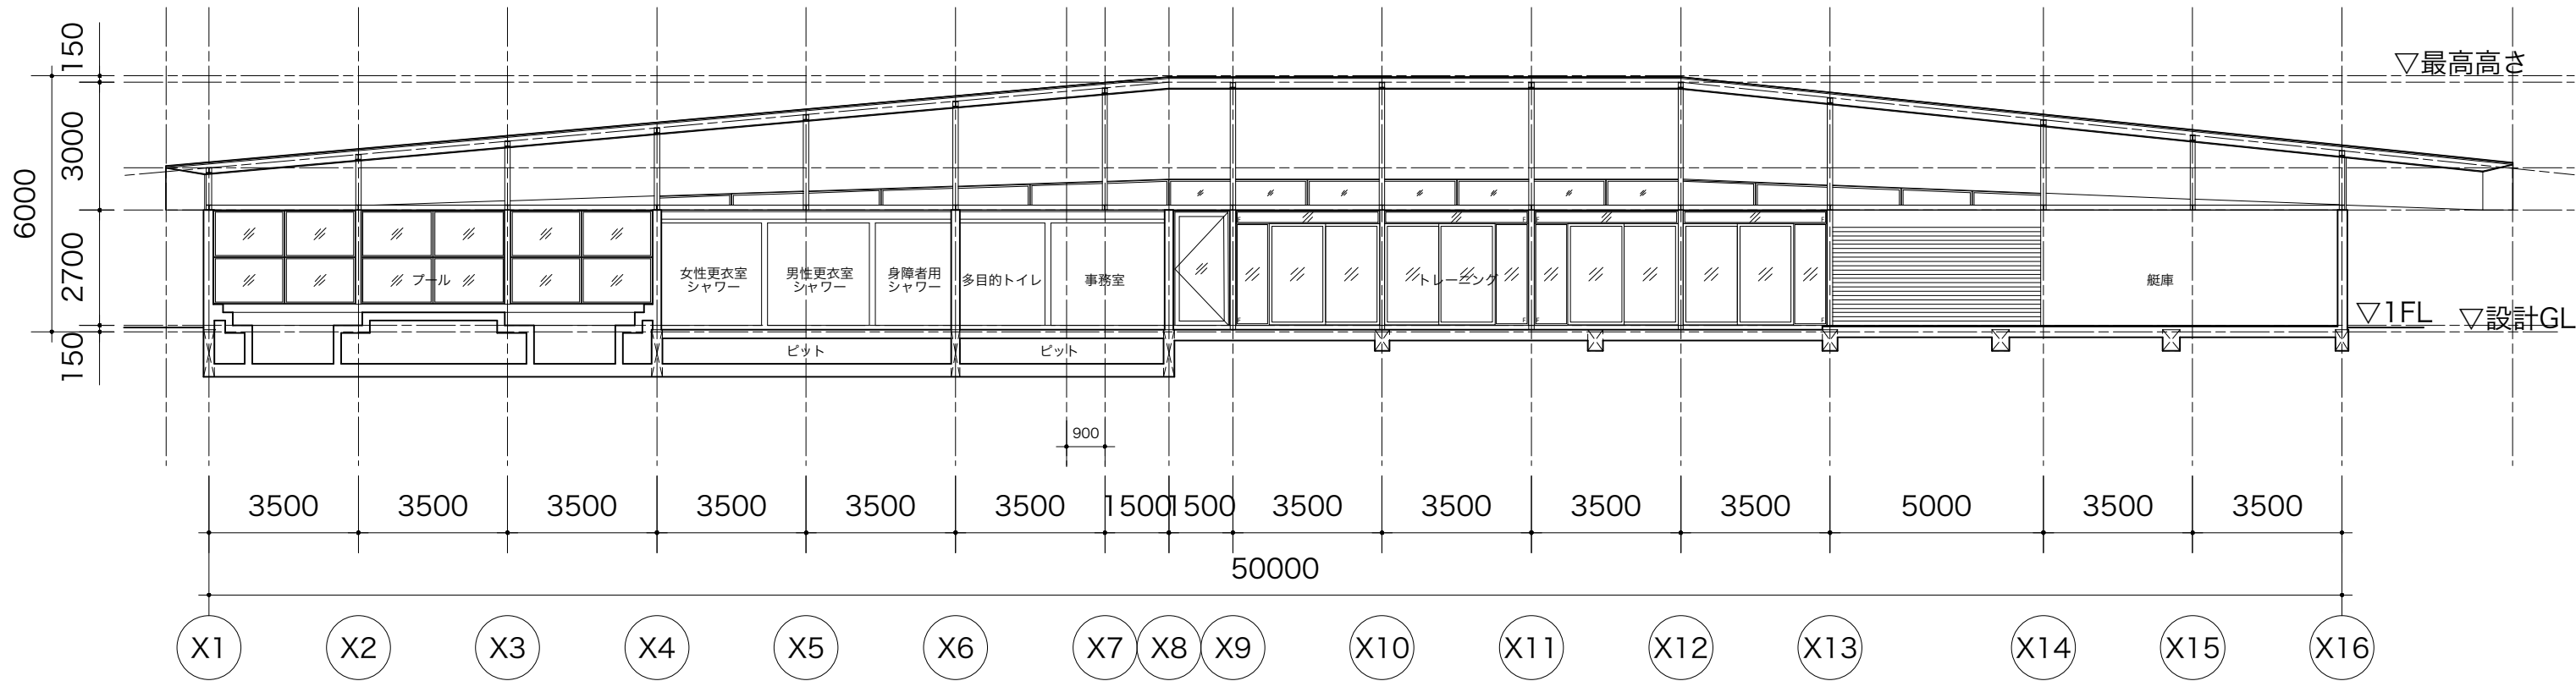 150
3000
6000
2700
150
▽最高高さ
▽1FL
▽設計GL
プール
女性更衣室
シャワー
男性更衣室
シャワー
身障者用
シャワー
多目的トイレ
事務室
トレーニング
艇庫
ピット
ピット
900
3500
3500
3500
3500
3500
3500
1500
1500
3500
3500
3500
3500
5000
3500
3500
50000
X1
X2
X3
X4
X5
X6
X7
X8
X9
X10
X11
X12
X13
X14
X15
X16